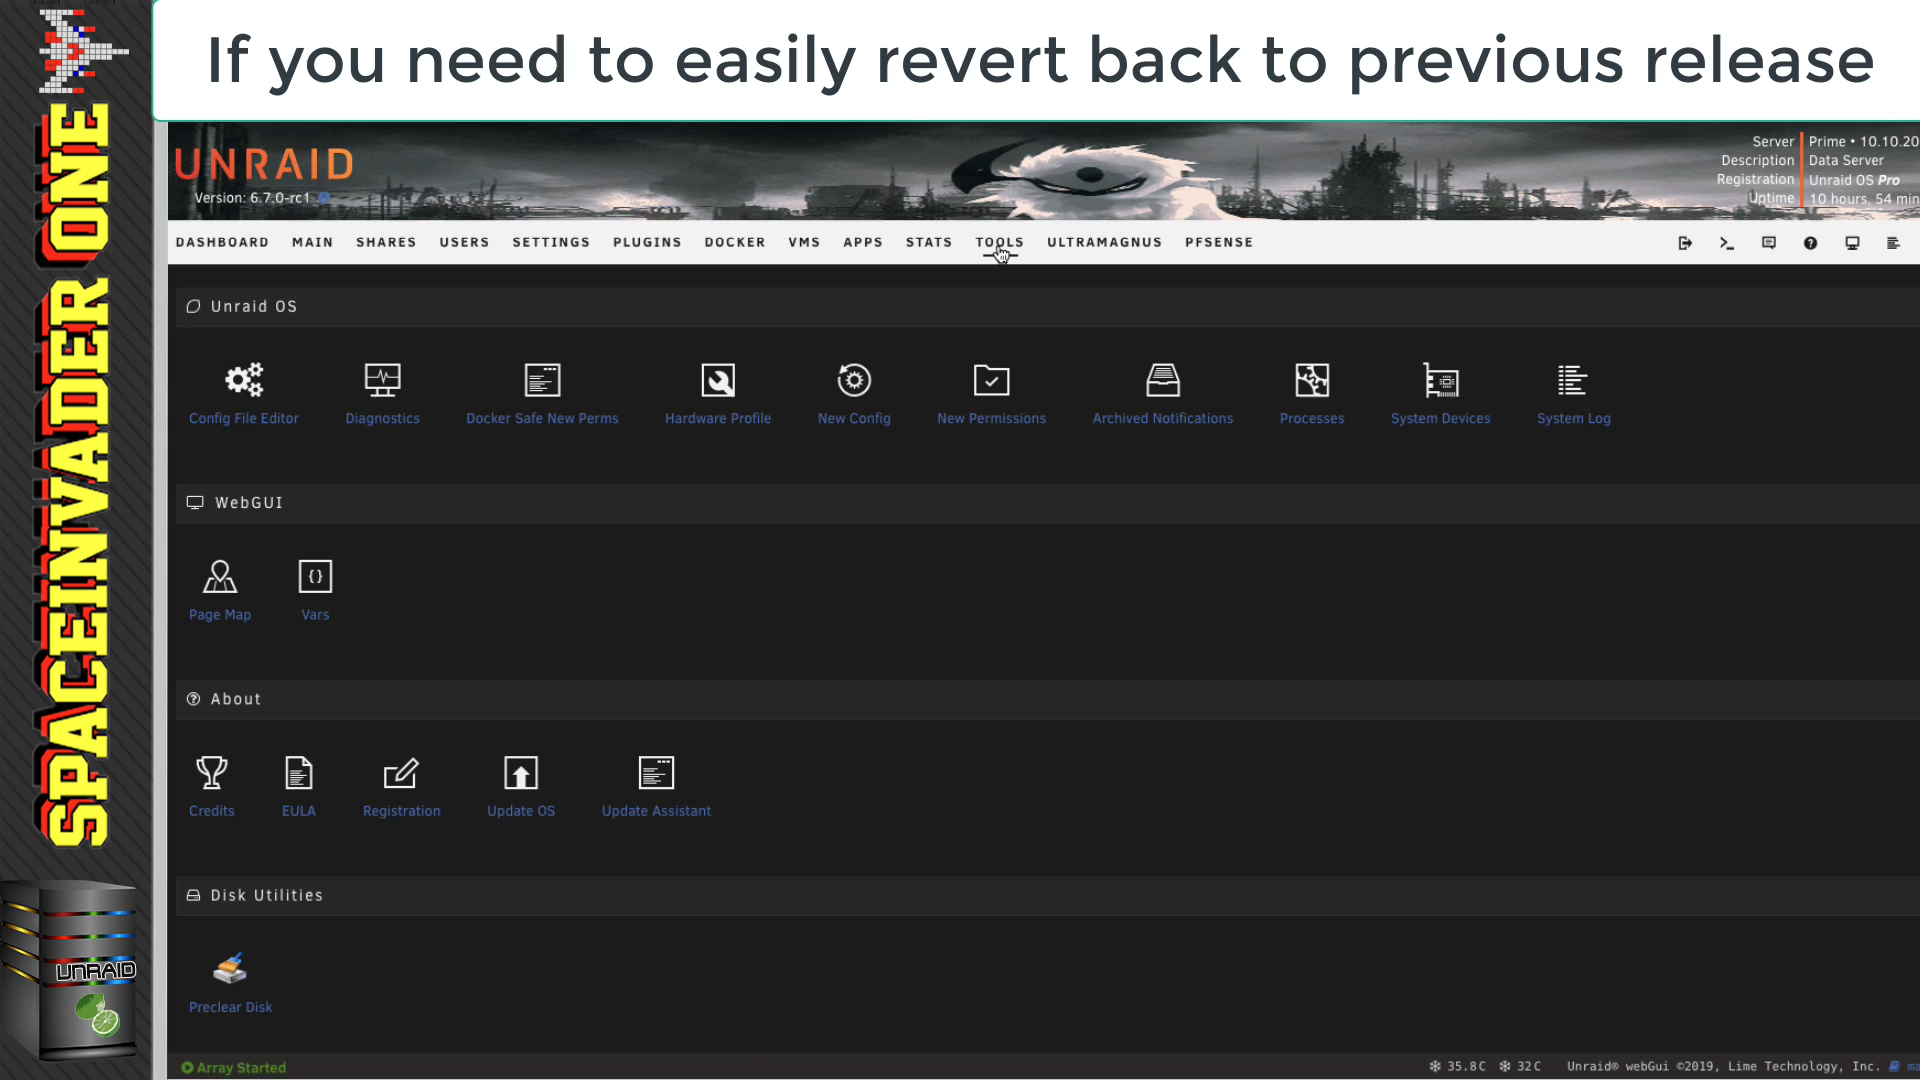 If you need to easily revert back to previous release
SPACEINVADER ONE
UNRAID
Version: 6.7.0-rc1
Server Prime • 10.10.20
Description Data Server
Registration Unraid OS Pro
Uptime 10 hours, 54 min
DASHBOARD MAIN SHARES USERS SETTINGS PLUGINS DOCKER VMS APPS STATS TOOLS ULTRAMAGNUS PFSENSE
Unraid OS
Config File Editor Diagnostics Docker Safe New Perms Hardware Profile New Config New Permissions Archived Notifications Processes System Devices System Log
WebGUI
Page Map Vars
About
Credits EULA Registration Update OS Update Assistant
Disk Utilities
Preclear Disk
UNRAID
Array Started
35.8C 32C Unraid® webGui ©2019, Lime Technology, Inc. ma